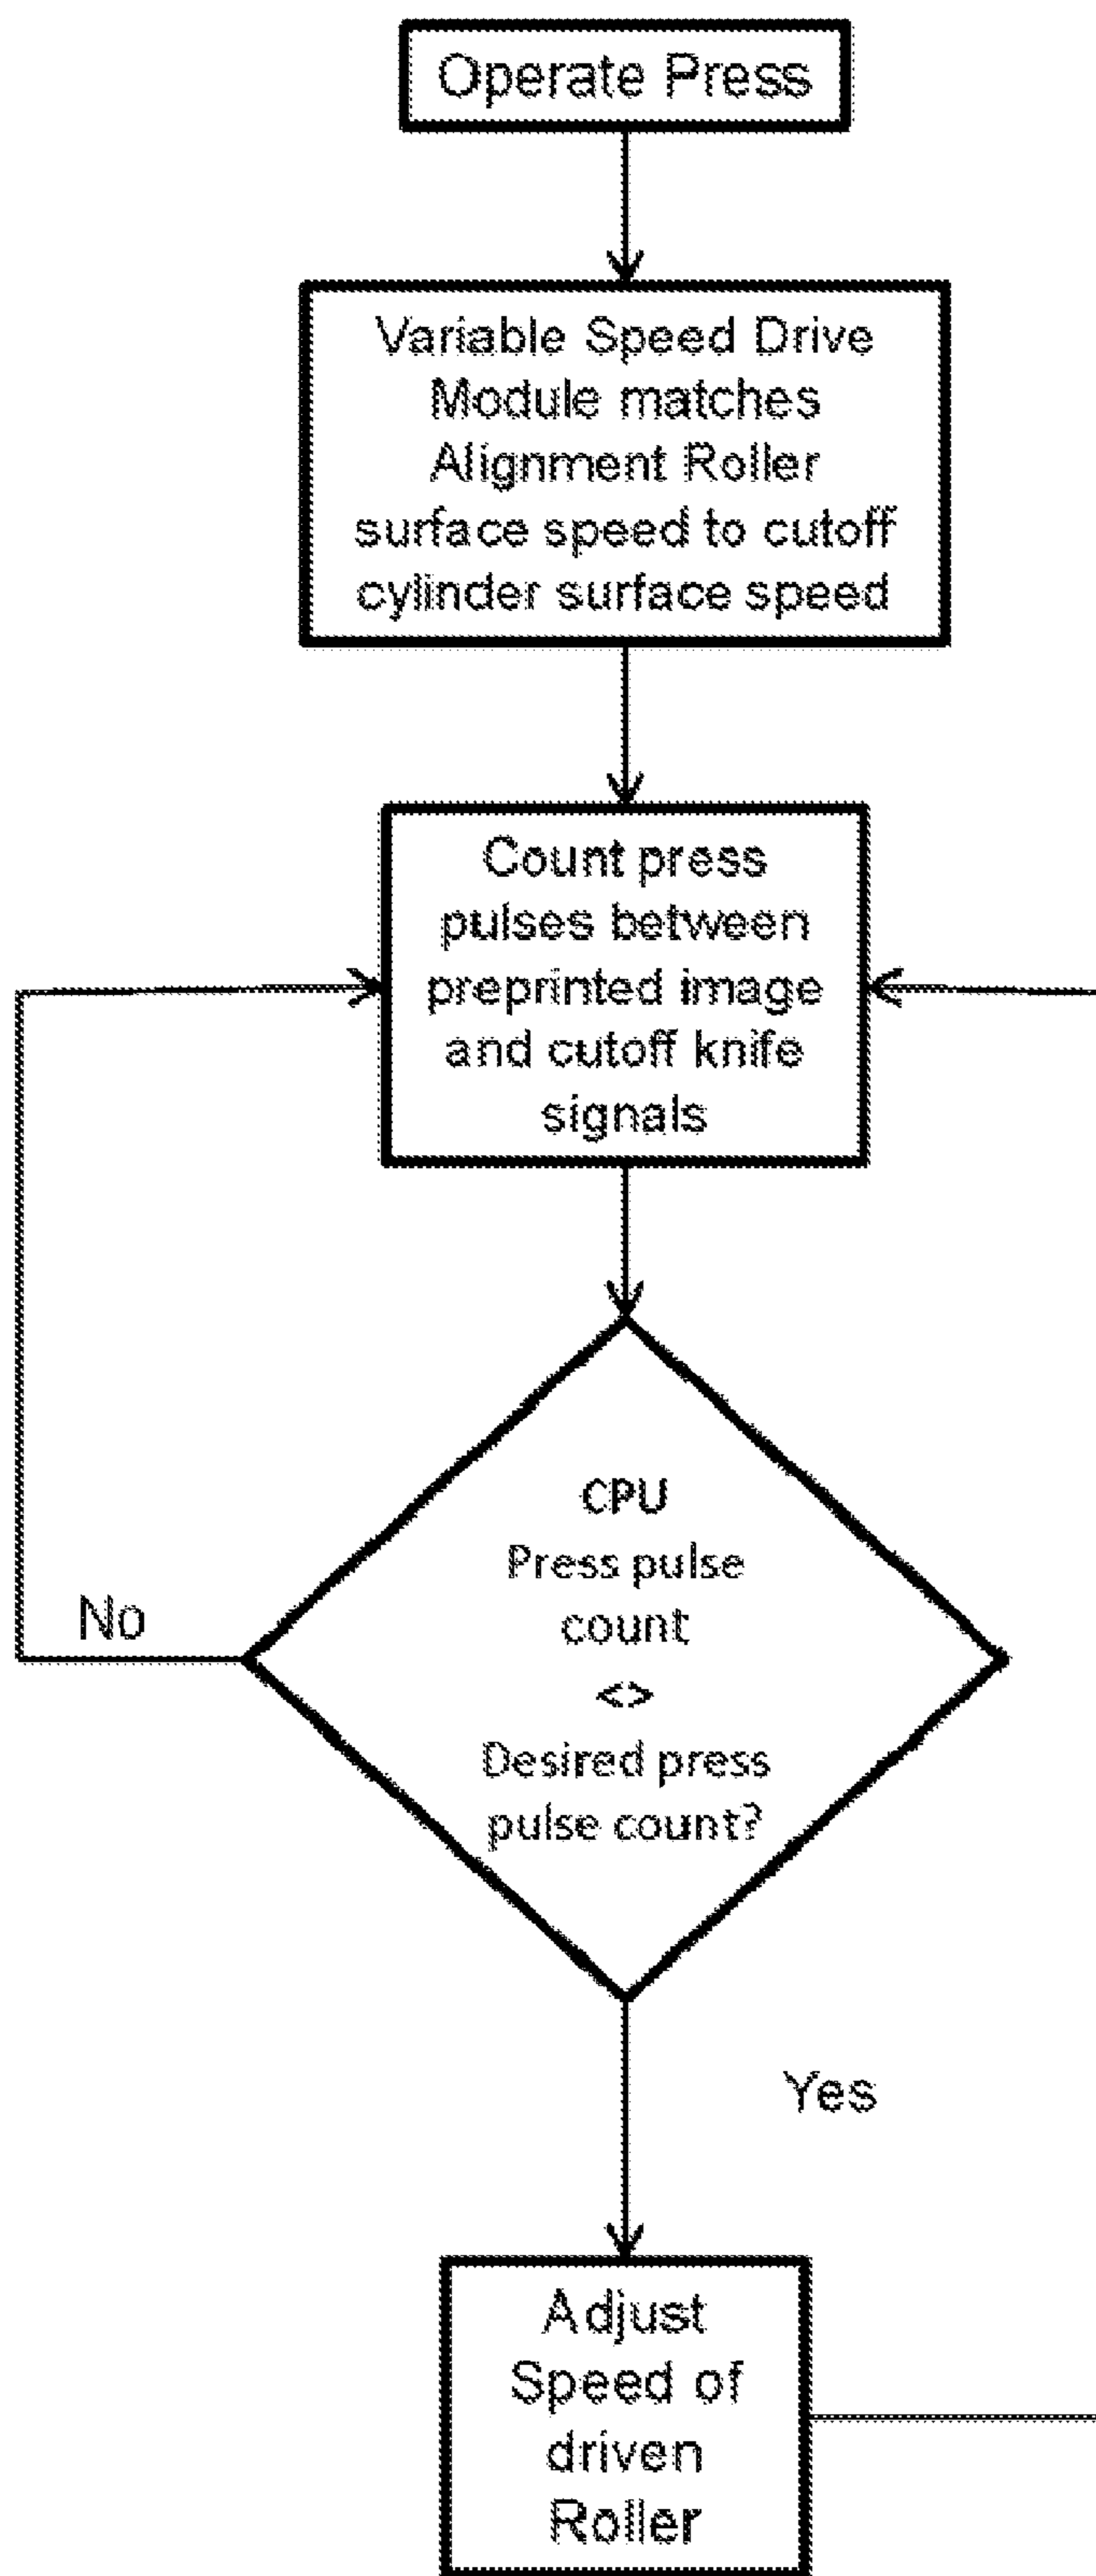 Operate Press
Variable Speed Drive
Module matches
Alignment Roller
surface speed to cutoff
cylinder surface speed
Count press
pulses between
preprinted image
and cutoff knife
signals
CPU
Press pulse
count
<>
Desired press
pulse count?
No
Yes
Adjust
Speed of
driven
Roller